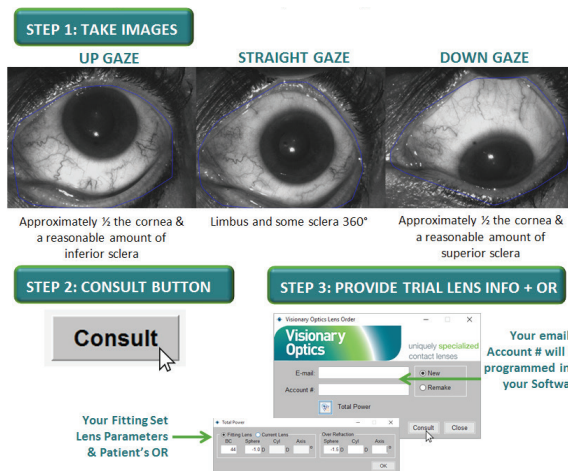 STEP 1: TAKE IMAGES
UP GAZE
STRAIGHT GAZE
DOWN GAZE
Approximately ½ the cornea &
a reasonable amount of
inferior sclera
Limbus and some sclera 360°
Approximately ½ the cornea &
a reasonable amount of
superior sclera
STEP 2: CONSULT BUTTON
Consult
STEP 3: PROVIDE TRIAL LENS INFO + OR
Visionary Optics Lens Order
Visionary
Optics
uniquely specialized
contact lenses
E-mail
New
Account #
Remake
Total Power
Consult Close
Your email
Account # will
programmed in
your Softwa
Your Fitting Set
Lens Parameters
& Patient's OR
Total Power
Fitting Lens Current Lens
Over Refraction
BC Sphere Cyl Axis
Sphere Cyl Axis
44 -1.0 D D °
-1.5 D D °
OK